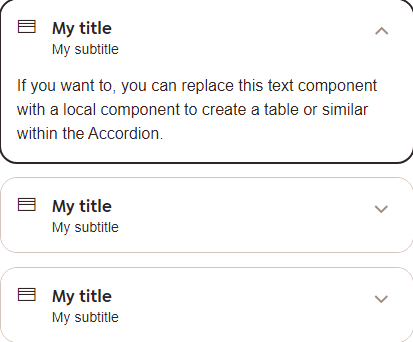 My title
My subtitle
If you want to, you can replace this text component
with a local component to create a table or similar
within the Accordion.
My title
My subtitle
My title
My subtitle